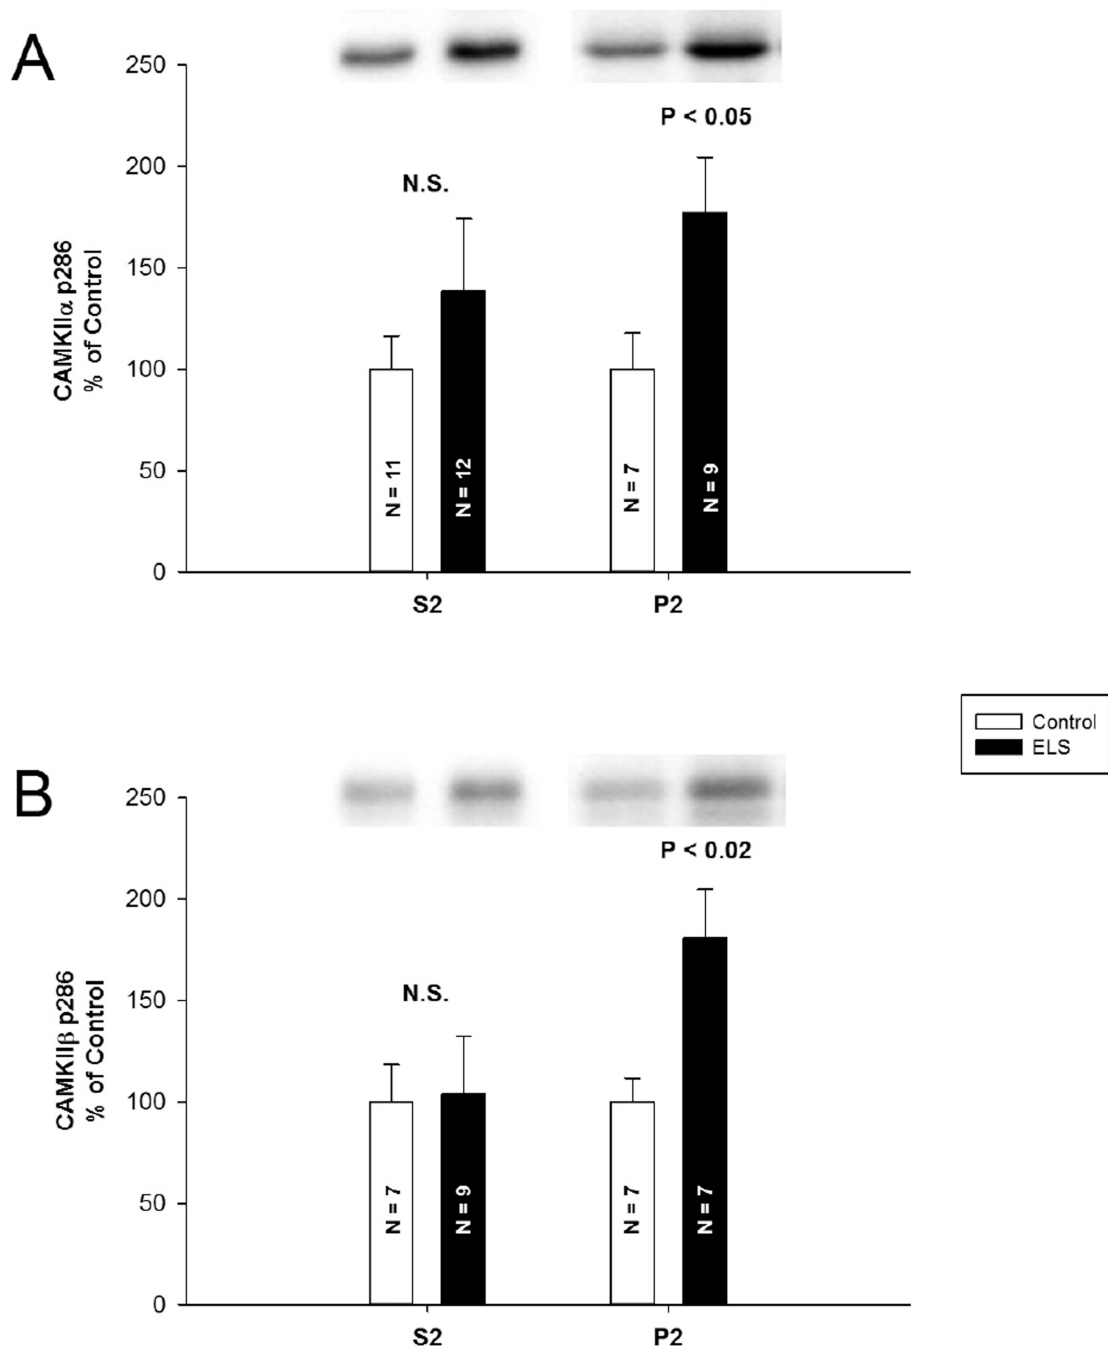 A
250
P < 0.05
200
N.S.
150
CAMKIIα p286
% of Control
100
50
N = 11
N = 12
N = 7
N = 9
0
S2
P2
Control
ELS
B
250
P < 0.02
200
N.S.
150
CAMKIIβ p286
% of Control
100
50
N = 7
N = 9
N = 7
N = 7
0
S2
P2